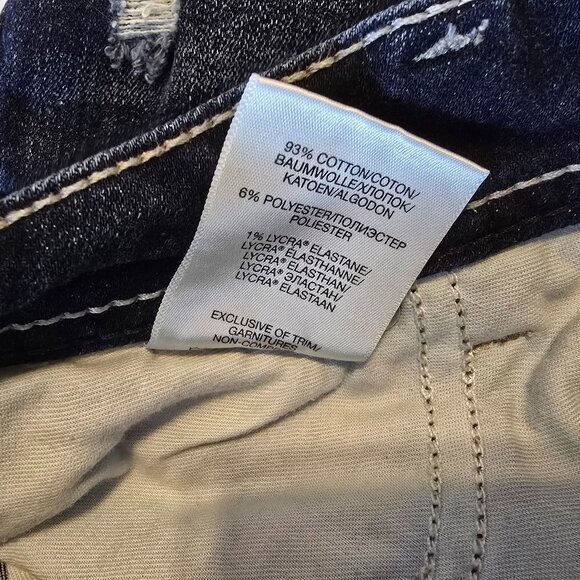 93% COTTON/COTON/
BAUMWOLLE/ХЛОПОК/
KATOEN/ALGODON
6% POLYESTER/ПОЛИЭСТЕР
POLIESTER
1% LYCRA® ELASTANE/
LYCRA® ELASTHANNE/
LYCRA® ELASTHAN/
LYCRA® ЭЛАСТАН/
LYCRA® ELASTAAN
EXCLUSIVE OF TRIM/
GARNITURES